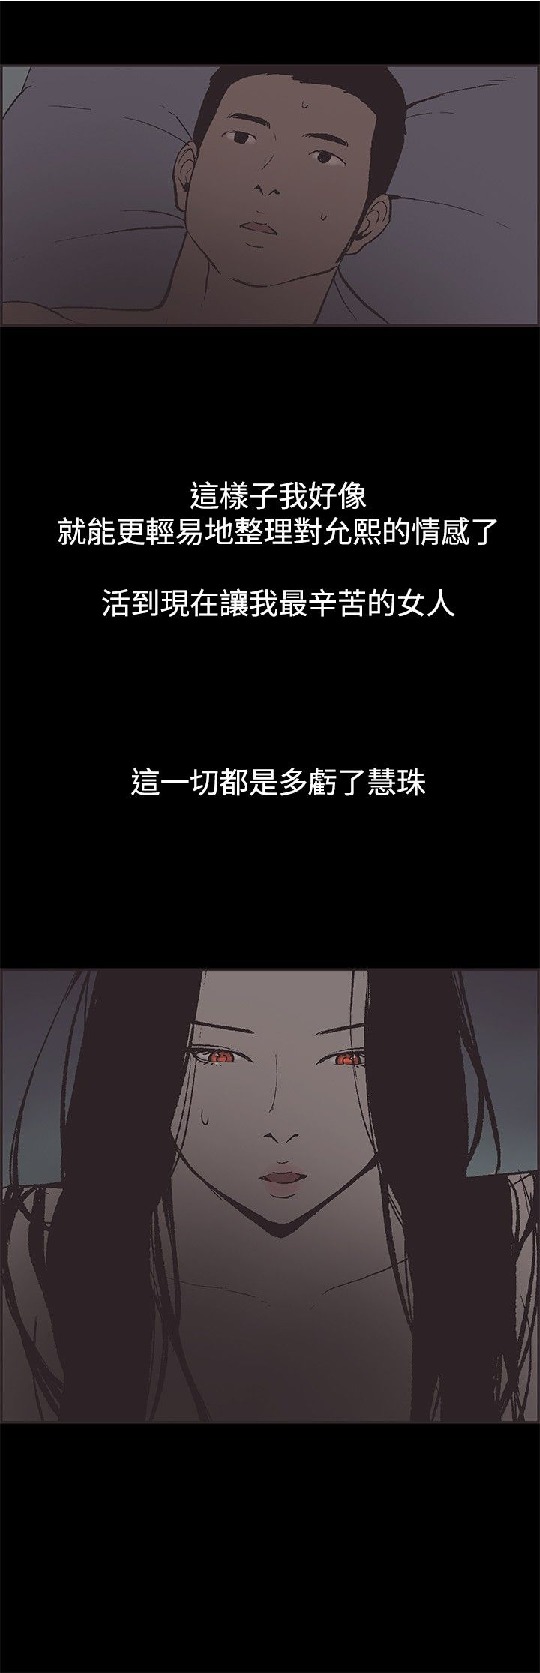 這樣子我好像
就能更輕易地整理對允熙的情感了
活到現在讓我最辛苦的女人
這一切都是多虧了慧珠